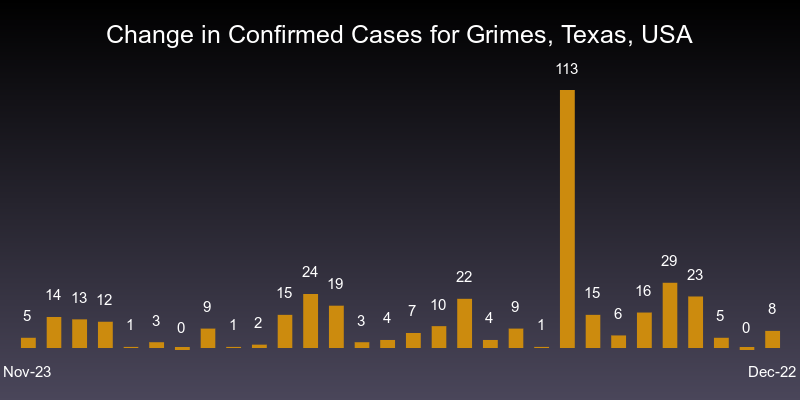 Change in Confirmed Cases for Grimes, Texas, USA
5 14 13 12 1 3 0 9 1 2 15 24 19 3 4 7 10 22 4 9 1 113 15 6 16 29 23 5 0 8
Nov-23 Dec-22